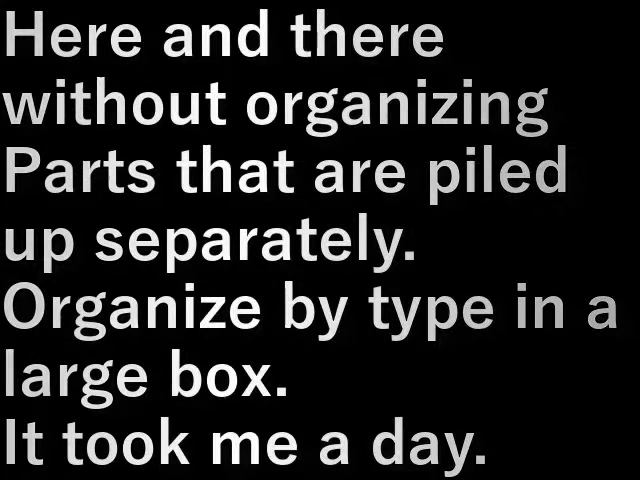 Here and there
without organizing
Parts that are piled
up separately.
Organize by type in a
large box.
It took me a day.